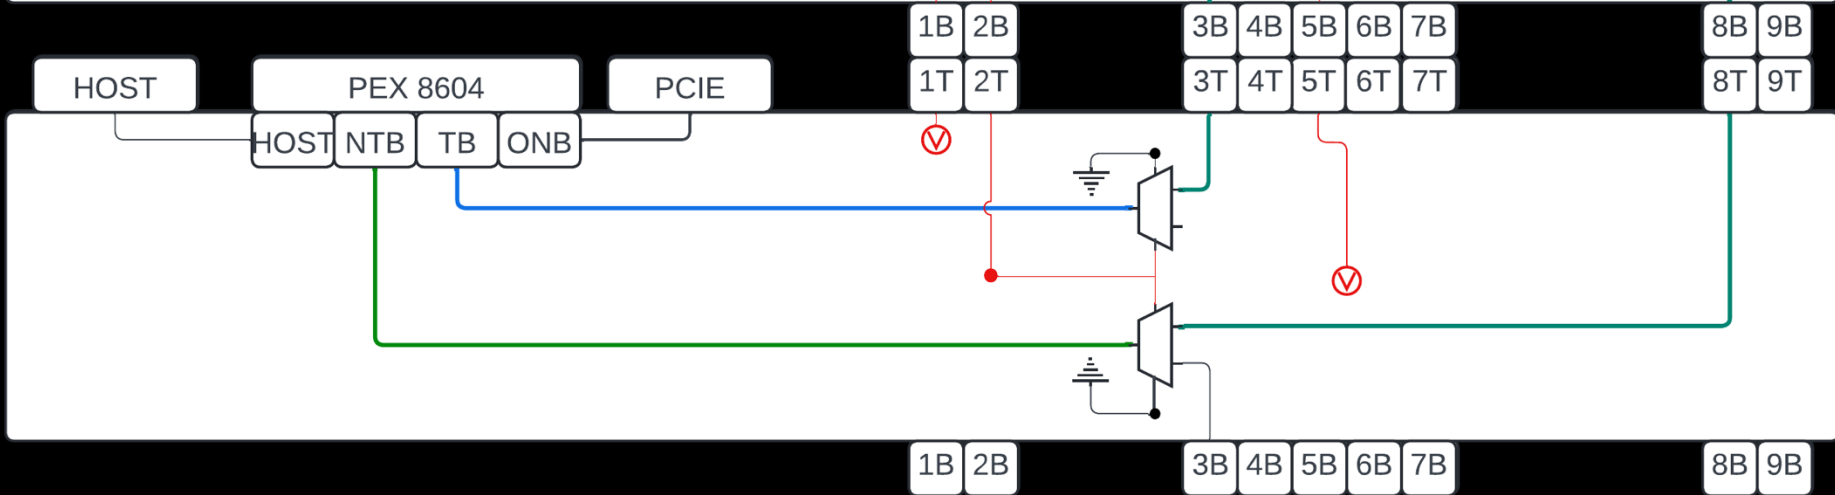 1B 2B 3B 4B 5B 6B 7B 8B 9B
HOST PEX 8604 PCIE 1T 2T 3T 4T 5T 6T 7T 8T 9T
HOST NTB TB ONB V
V
1B 2B 3B 4B 5B 6B 7B 8B 9B